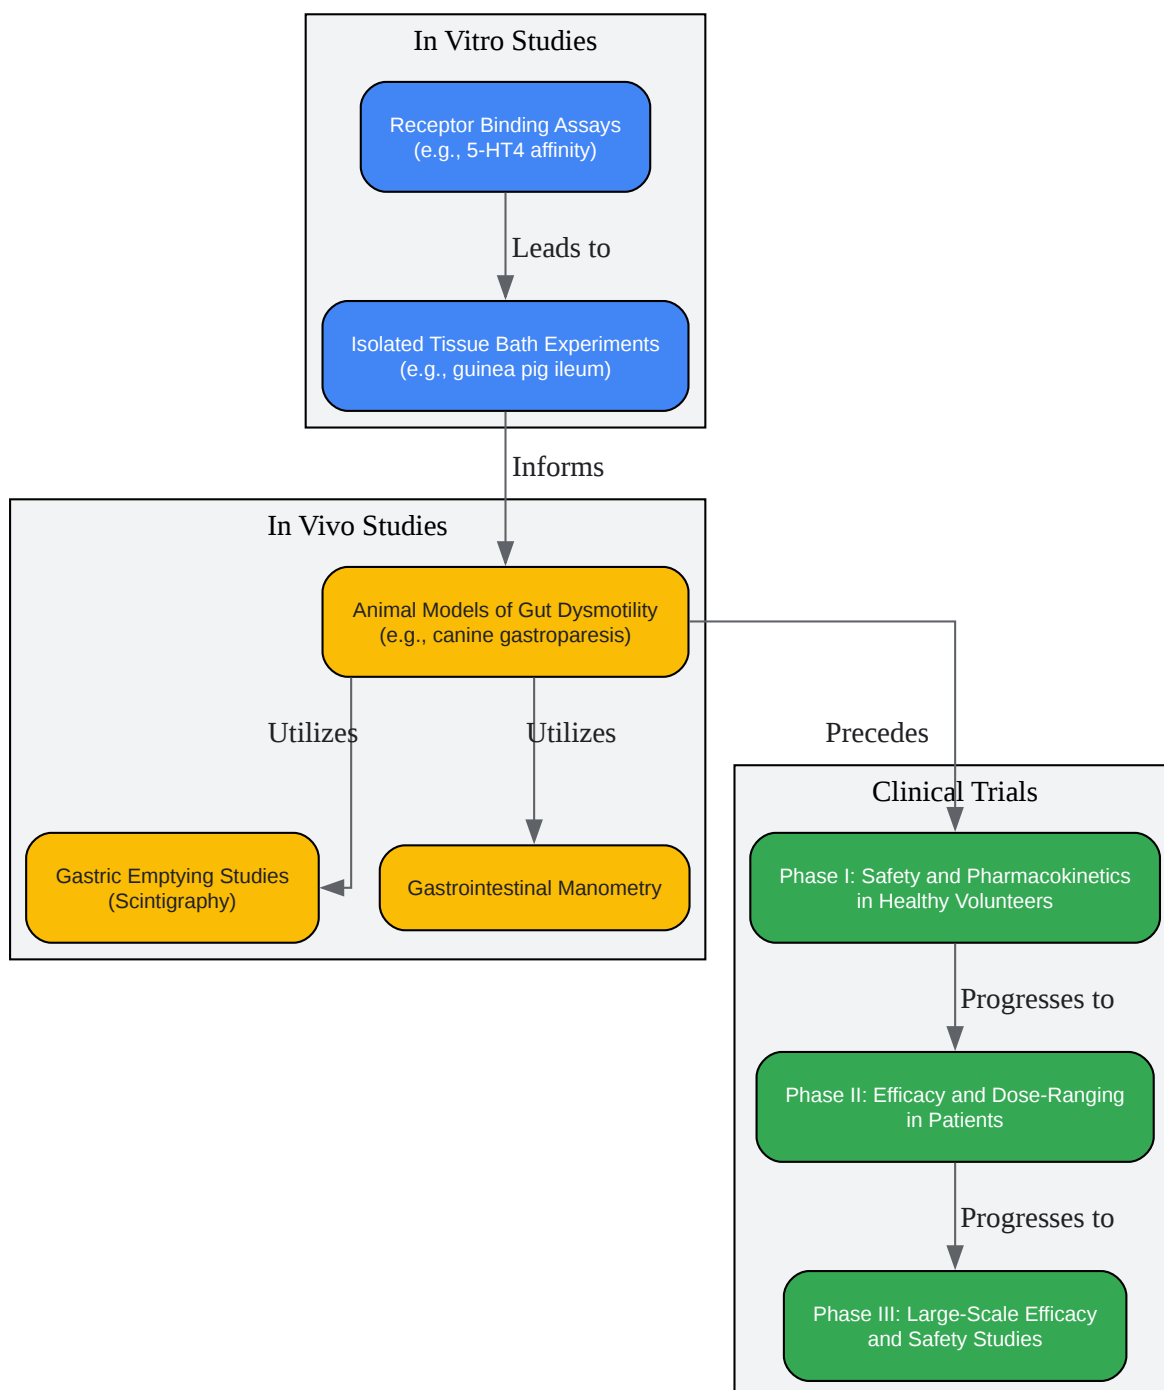 In Vitro Studies
Receptor Binding Assays
(e.g., 5-HT4 affinity)
Leads to
Isolated Tissue Bath Experiments
(e.g., guinea pig ileum)
Informs
In Vivo Studies
Animal Models of Gut Dysmotility
(e.g., canine gastroparesis)
Utilizes
Utilizes
Precedes
Gastric Emptying Studies
(Scintigraphy)
Gastrointestinal Manometry
Clinical Trials
Phase I: Safety and Pharmacokinetics
in Healthy Volunteers
Progresses to
Phase II: Efficacy and Dose-Ranging
in Patients
Progresses to
Phase III: Large-Scale Efficacy
and Safety Studies